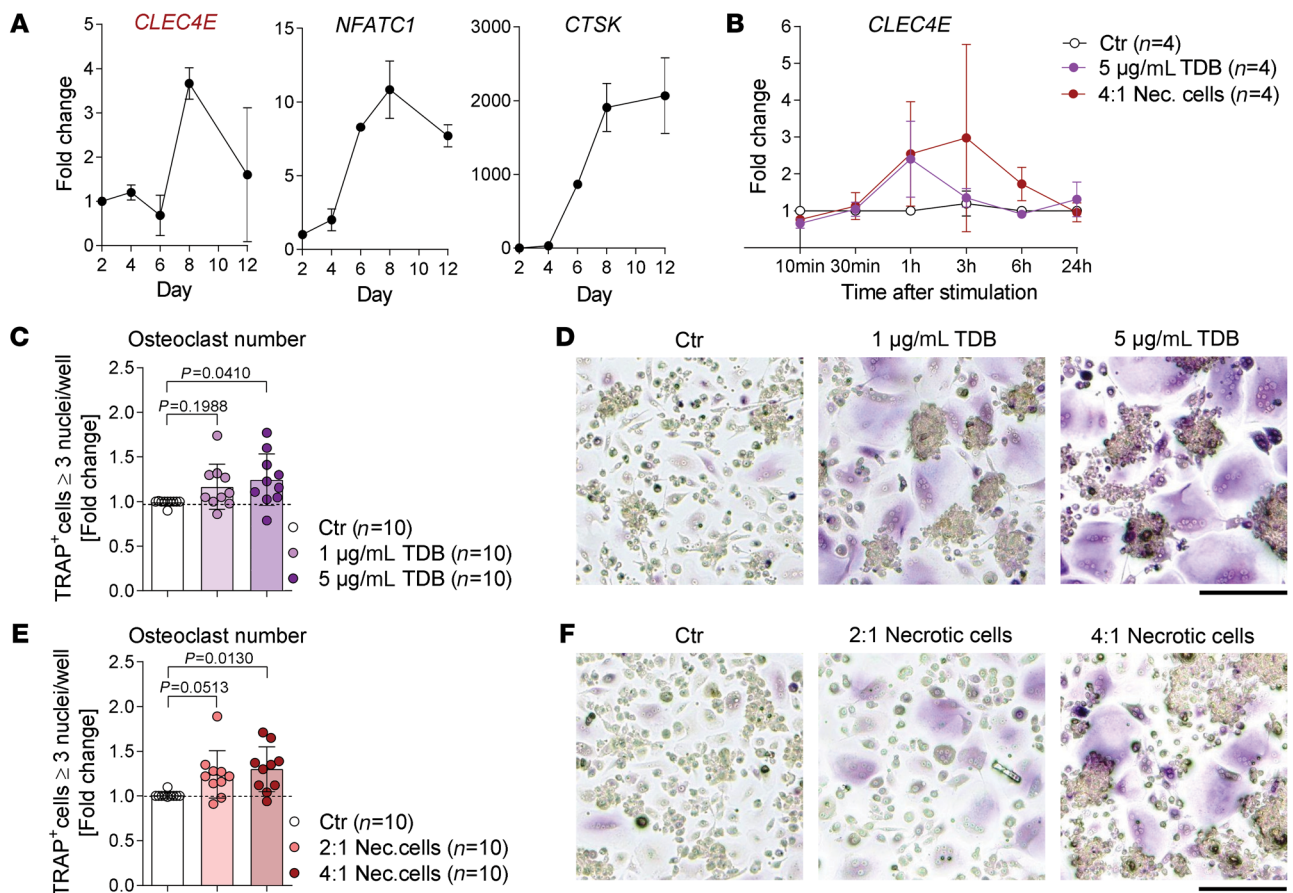 A
CLEC4E
Fold change
5
4
3
2
1
0
2 4 6 8 10 12
Day
NFATC1
15
10
5
0
2 4 6 8 10 12
Day
CTSK
3000
2000
1000
0
2 4 6 8 10 12
Day
B
CLEC4E
Fold change
6
5
4
3
2
1
10min 30min 1h 3h 6h 24h
Time after stimulation
Ctr (n=4)
5 µg/mL TDB (n=4)
4:1 Nec. cells (n=4)
C
Osteoclast number
TRAP+cells ≥ 3 nuclei/well
[Fold change]
2.5
2.0
1.5
1.0
0.5
0.0
P=0.0410
P=0.1988
Ctr (n=10)
1 µg/mL TDB (n=10)
5 µg/mL TDB (n=10)
D
Ctr
1 µg/mL TDB
5 µg/mL TDB
E
Osteoclast number
TRAP+cells ≥ 3 nuclei/well
[Fold change]
2.5
2.0
1.5
1.0
0.5
0.0
P=0.0130
P=0.0513
Ctr (n=10)
2:1 Nec.cells (n=10)
4:1 Nec.cells (n=10)
F
Ctr
2:1 Necrotic cells
4:1 Necrotic cells